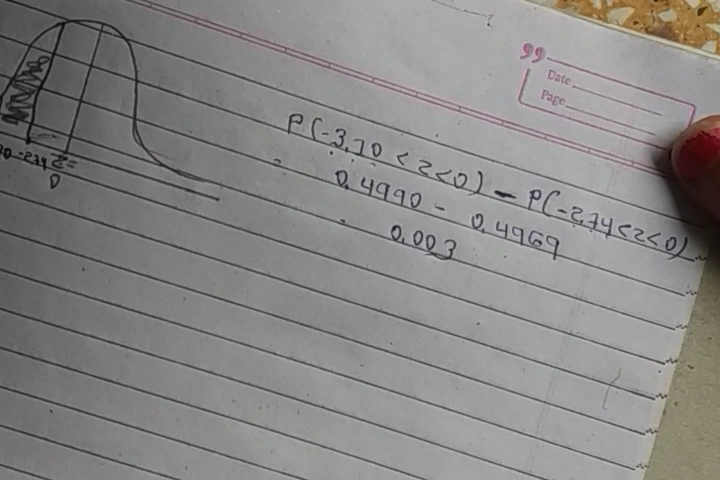 Date
Page
P(-3.10 < Z < 0) - P(-2.74 < Z < 0)
= 0.4990 - 0.4969
= 0.003
-2.74 Z=
0